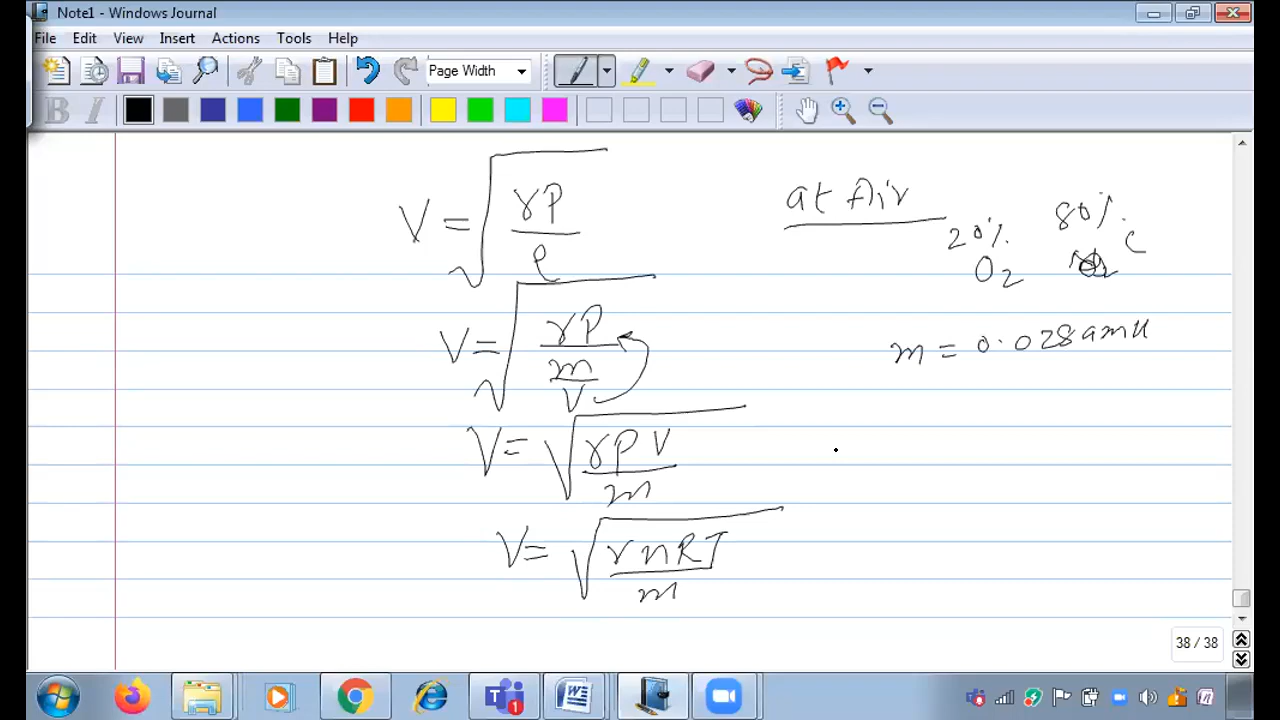 Note1 - Windows Journal
File Edit View Insert Actions Tools Help
Page Width
B I
V = √(γP/ρ)
at Air
20% 80%
O2
V = √(γP/(m/V))
m = 0.028 amu
V = √(γPV/m)
V = √(γnRT/m)
38 / 38
1